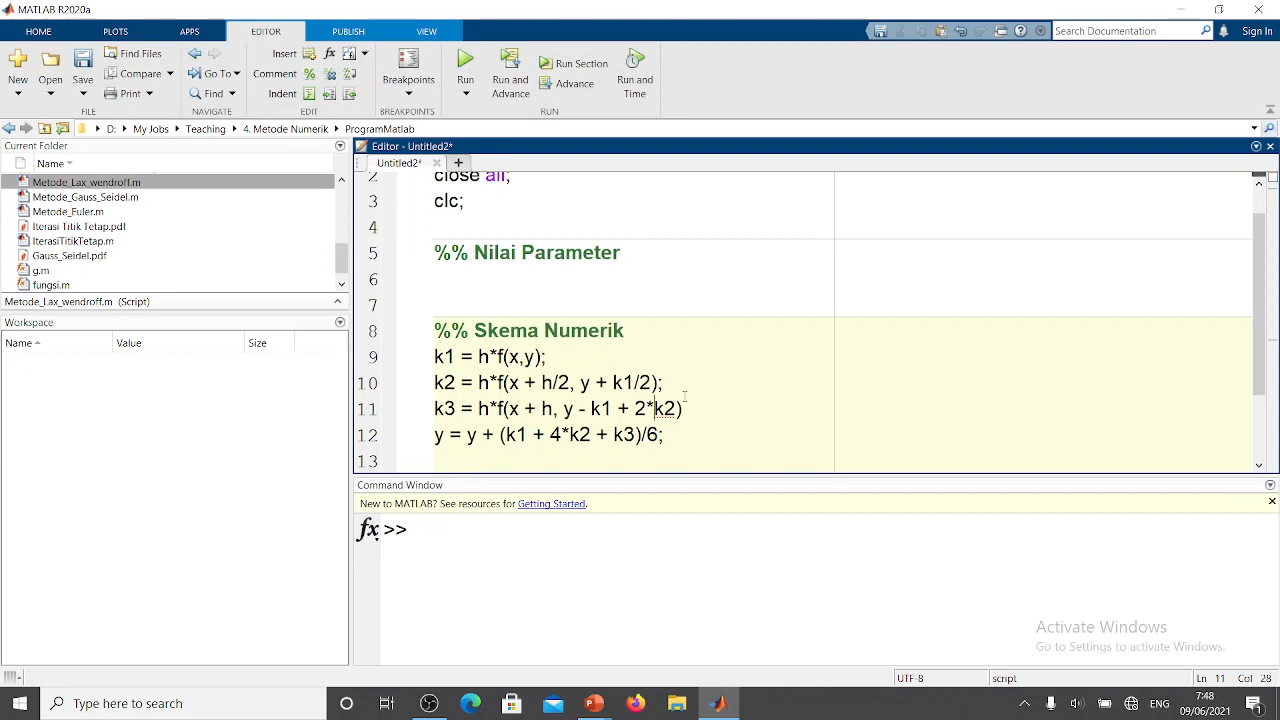 MATLAB R2020a
HOME PLOTS APPS EDITOR PUBLISH VIEW Search Documentation Sign In
New Open Save Find Files Compare Print Go To Find Insert fx Comment Indent Breakpoints Run Run and Advance Run Section Advance Run and Time
FILE NAVIGATE EDIT BREAKPOINTS RUN
D: My Jobs Teaching 4. Metode Numerik ProgramMatlab
Current Folder
Name
Metode_Lax_wendroff.m
Metode_Gauss_Seidel.m
Metode_Euler.m
Iterasi Titik Tetap.pdf
IterasiTitikTetap.m
Gauss_Seidel.pdf
g.m
fungsi.m
Metode_Lax_wendroff.m (Script)
Workspace
Name Value Size
Editor - Untitled2*
Untitled2*
2 close all;
3 clc;
4
5 %% Nilai Parameter
6
7
8 %% Skema Numerik
9 k1 = h*f(x,y);
10 k2 = h*f(x + h/2, y + k1/2);
11 k3 = h*f(x + h, y - k1 + 2*k2)
12 y = y + (k1 + 4*k2 + k3)/6;
13
Command Window
New to MATLAB? See resources for Getting Started.
fx >>
Activate Windows
Go to Settings to activate Windows.
UTF-8 script Ln 11 Col 28
Type here to search
7:48
09/06/2021